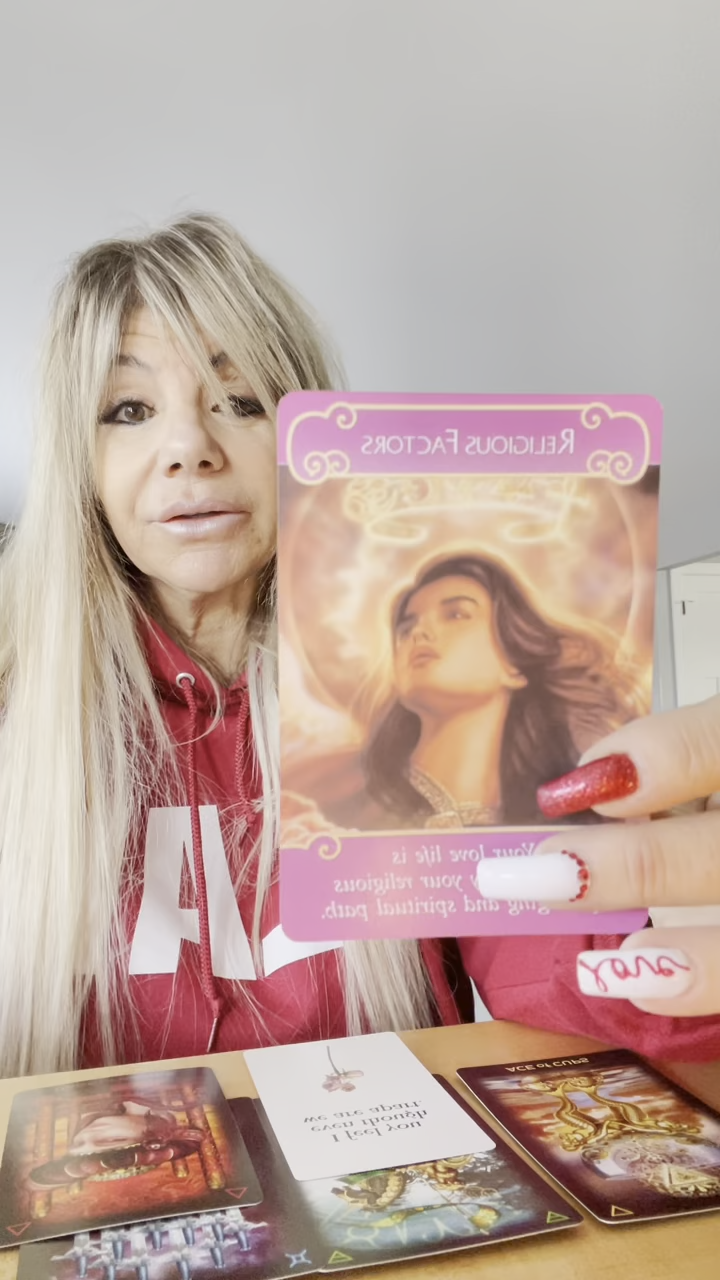 RELIGIOUS FACTORS
Your love life is
your religious
and spiritual path.
love
A
I feel you
even though
we are apart.
ACE OF CUPS